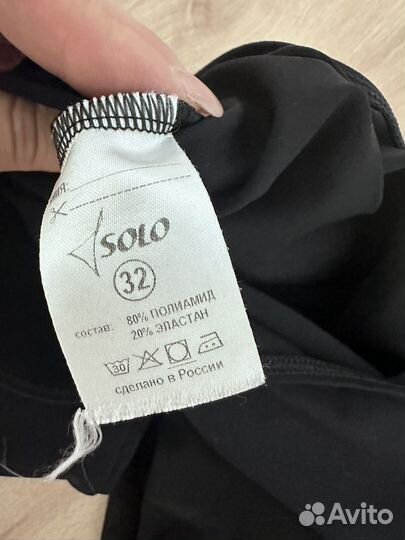 SOLO
32
состав: 80% ПОЛИАМИД
20% ЭЛАСТАН
30
сделано в России
Avito